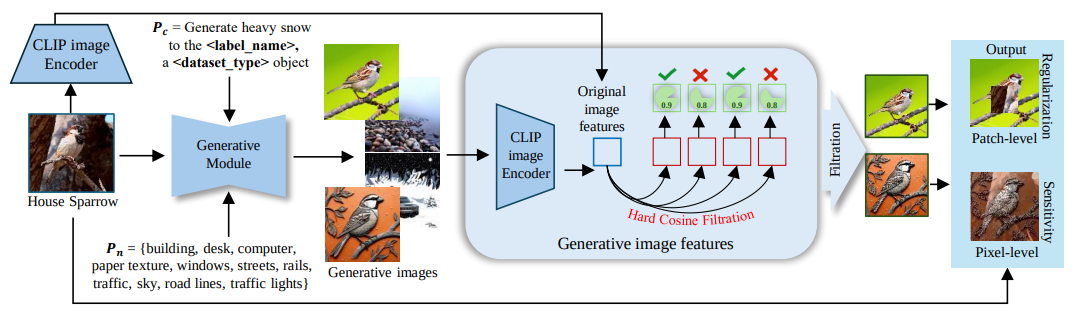 CLIP image
Encoder
P_c = Generate heavy snow
to the <label_name>,
a <dataset_type> object
House Sparrow
Generative
Module
P_n = {building, desk, computer,
paper texture, windows, streets, rails,
traffic, sky, road lines, traffic lights}
Generative images
CLIP
image
Encoder
Original
image
features
0.9
0.8
0.9
0.8
Hard Cosine Filtration
Generative image features
Filtration
Output
Patch-level
Regularization
Pixel-level
Sensitivity